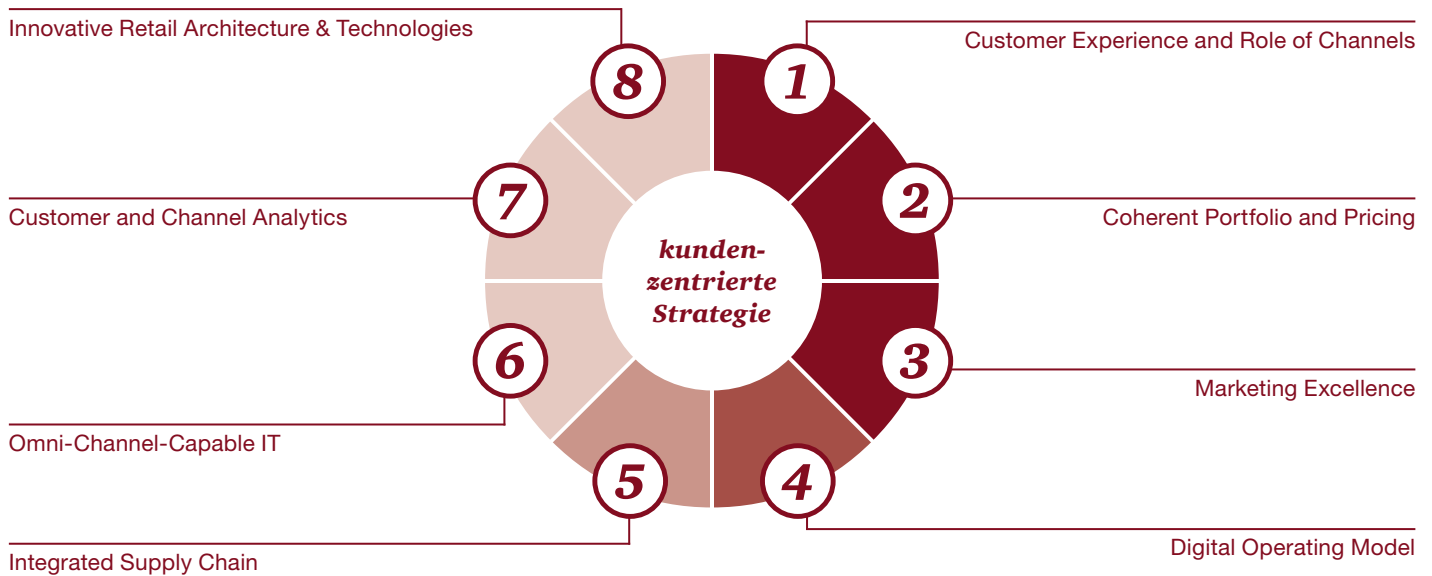 Innovative Retail Architecture & Technologies
Customer Experience and Role of Channels
8
1
7
2
Customer and Channel Analytics
Coherent Portfolio and Pricing
kunden-
zentrierte
Strategie
6
3
Marketing Excellence
Omni-Channel-Capable IT
5
4
Digital Operating Model
Integrated Supply Chain